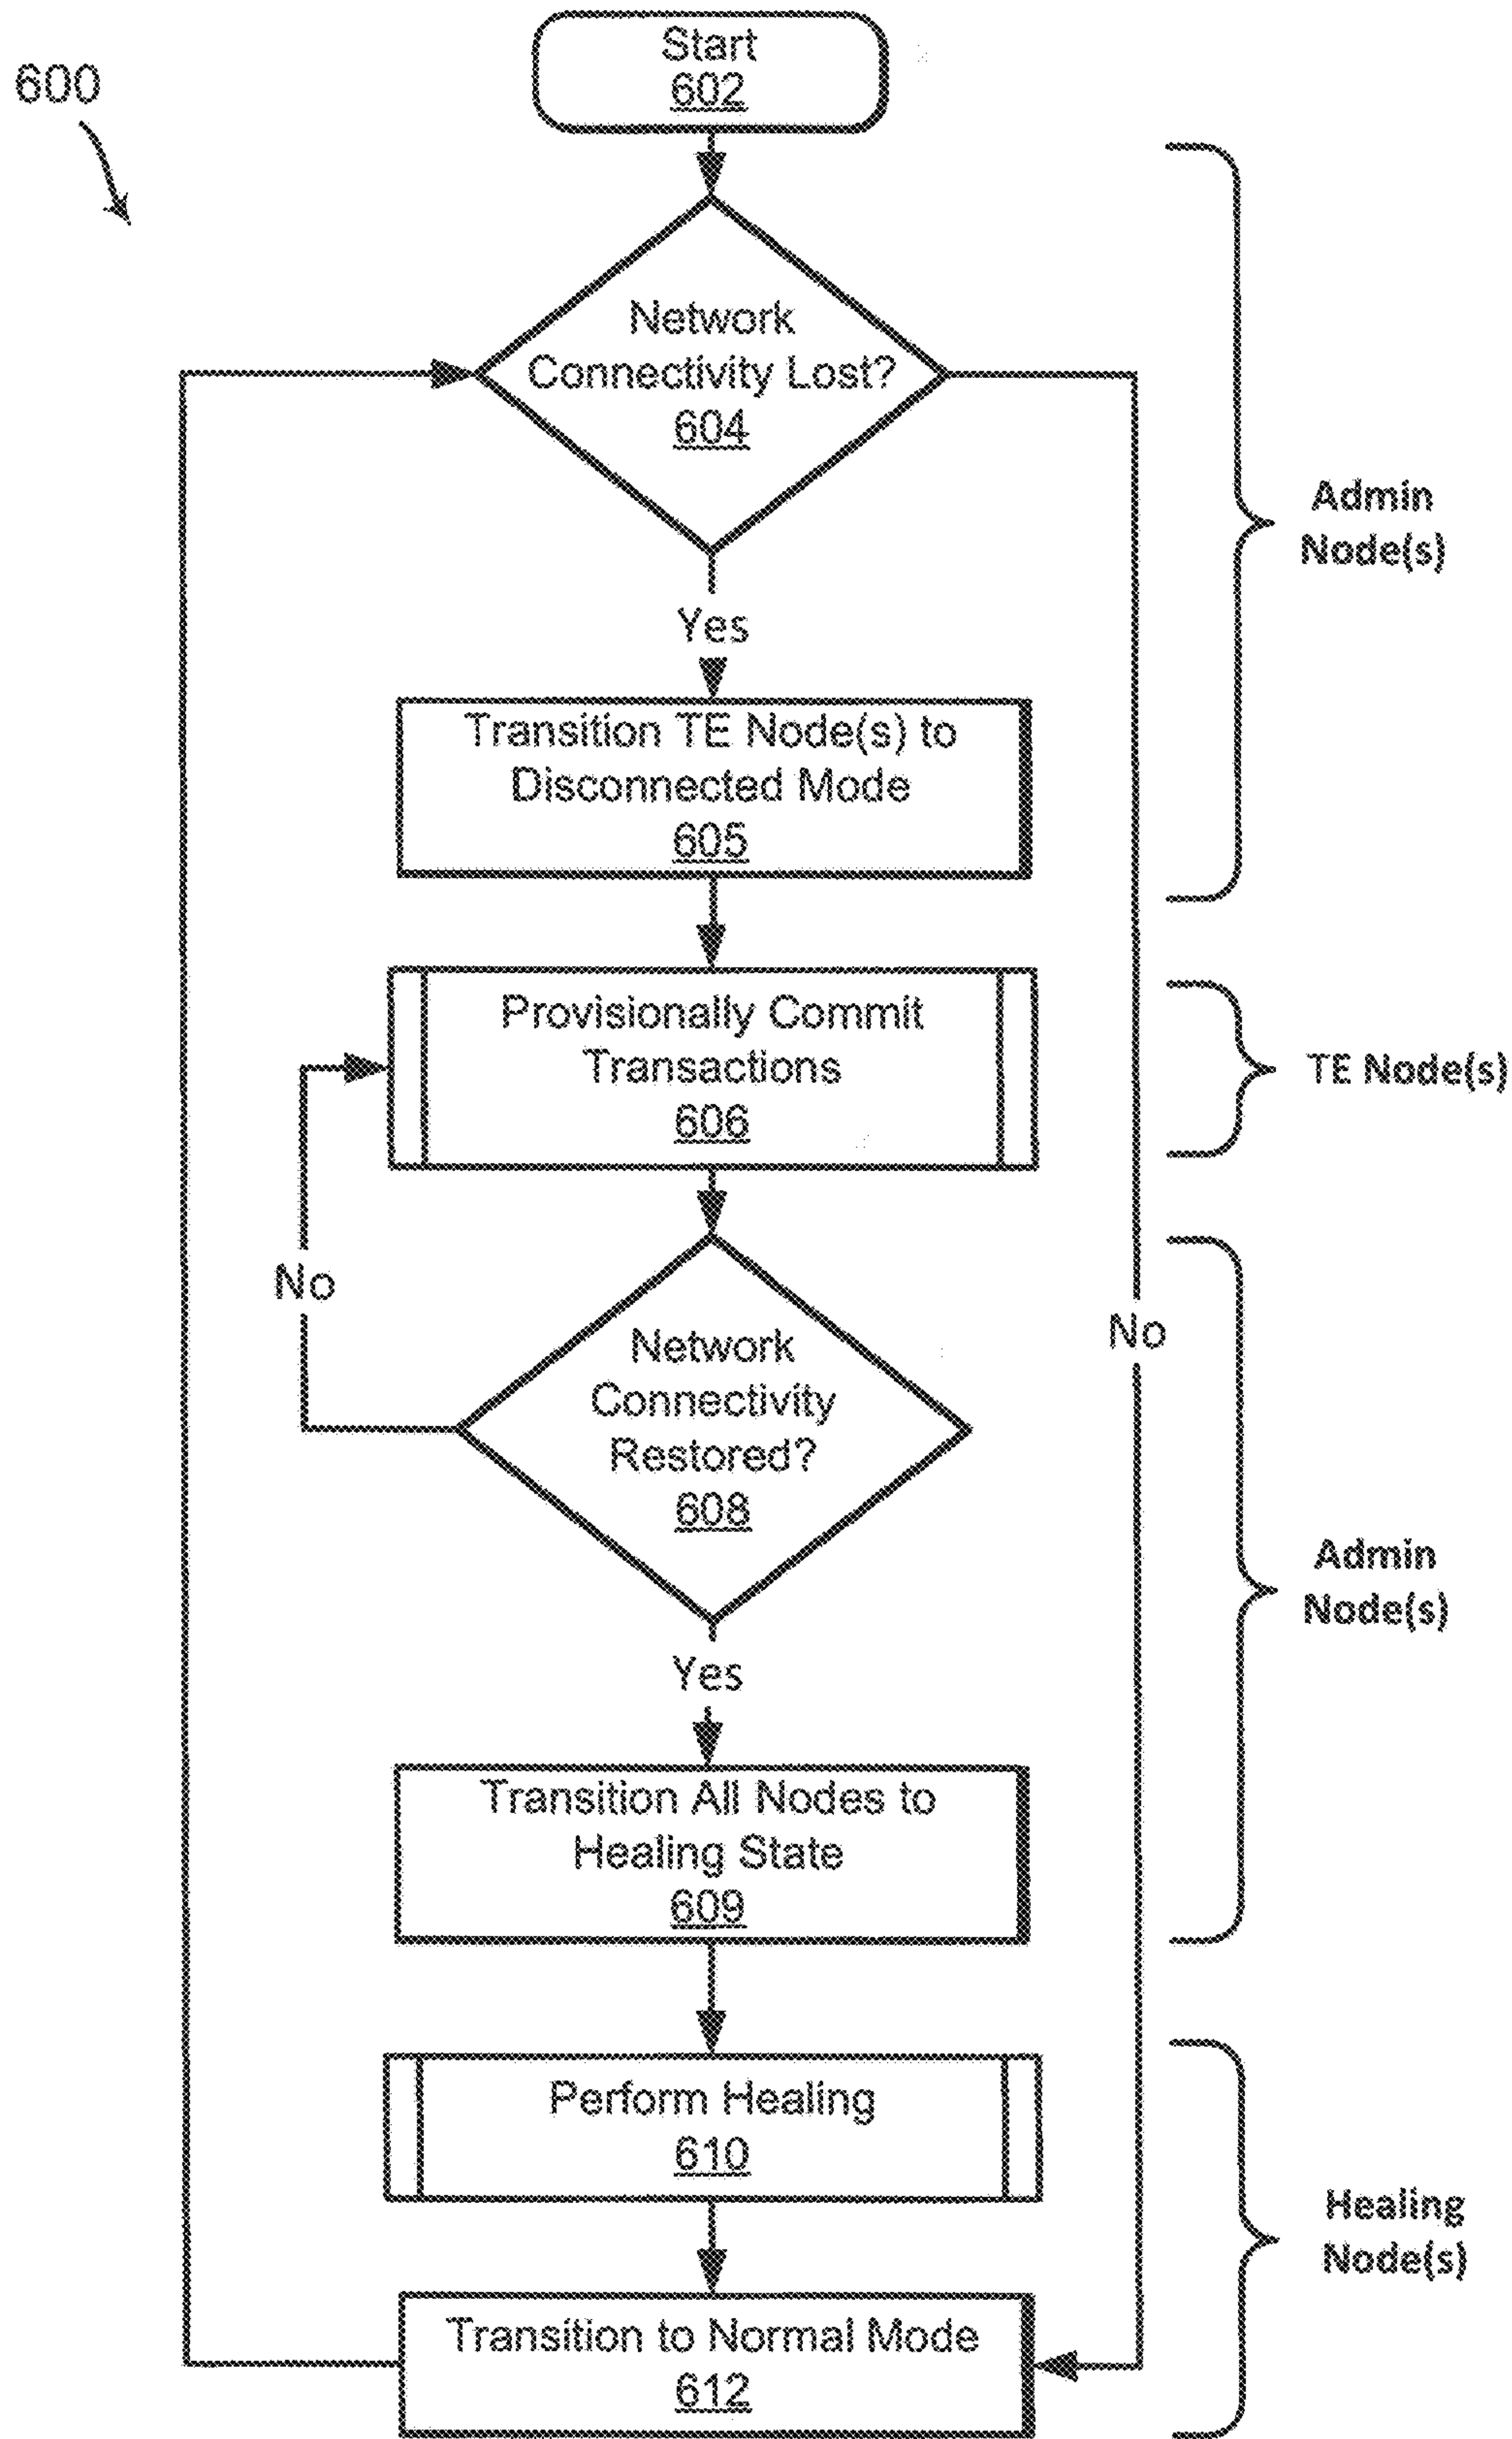 600
Start
602
Network
Connectivity Lost?
604
Yes
Admin
Node(s)
Transition TE Node(s) to
Disconnected Mode
605
Provisionally Commit
Transactions
606
TE Node(s)
No
No
Network
Connectivity
Restored?
608
Yes
Admin
Node(s)
Transition All Nodes to
Healing State
609
Perform Healing
610
Healing
Node(s)
Transition to Normal Mode
612